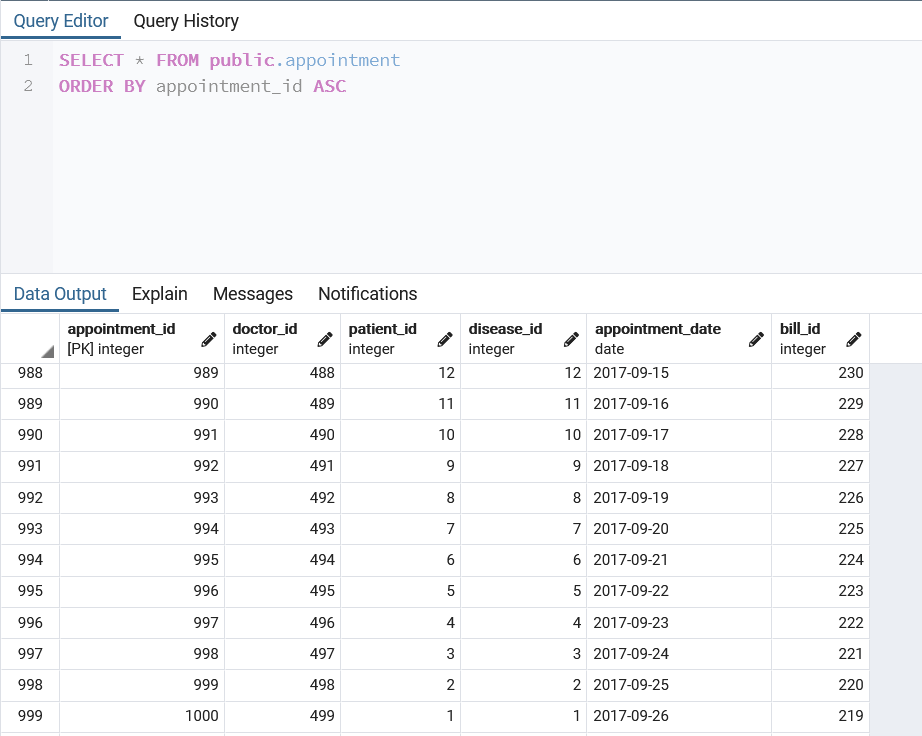 Query Editor Query History
1 SELECT * FROM public.appointment
2 ORDER BY appointment_id ASC
Data Output Explain Messages Notifications
appointment_id doctor_id patient_id disease_id appointment_date bill_id
[PK] integer integer integer integer date integer
988 989 488 12 12 2017-09-15 230
989 990 489 11 11 2017-09-16 229
990 991 490 10 10 2017-09-17 228
991 992 491 9 9 2017-09-18 227
992 993 492 8 8 2017-09-19 226
993 994 493 7 7 2017-09-20 225
994 995 494 6 6 2017-09-21 224
995 996 495 5 5 2017-09-22 223
996 997 496 4 4 2017-09-23 222
997 998 497 3 3 2017-09-24 221
998 999 498 2 2 2017-09-25 220
999 1000 499 1 1 2017-09-26 219